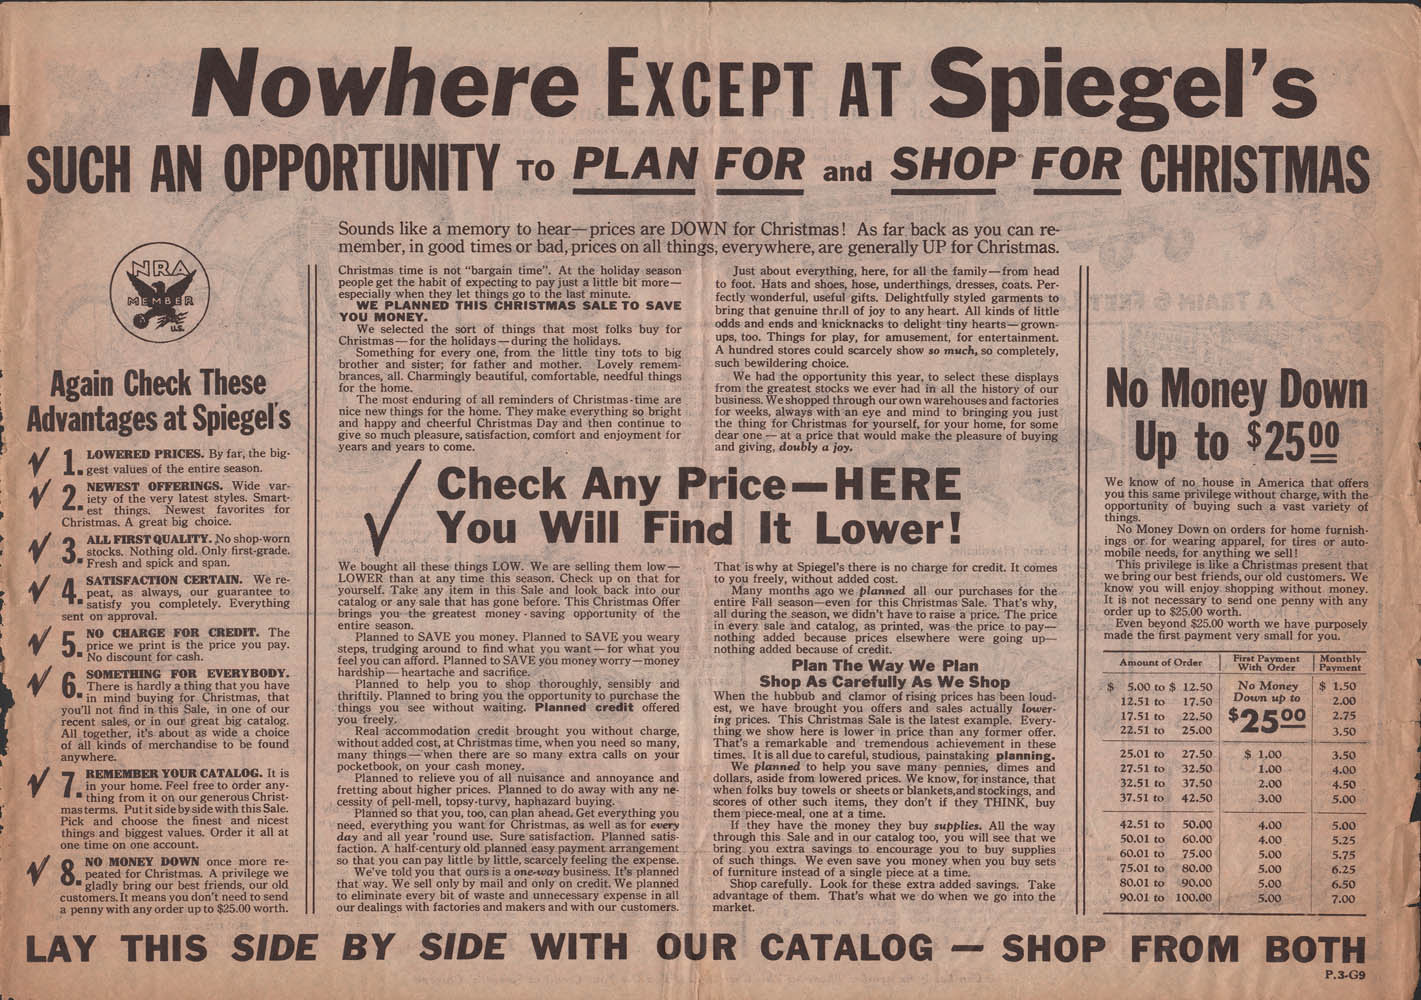 Nowhere EXCEPT AT Spiegel's
SUCH AN OPPORTUNITY TO PLAN FOR and SHOP FOR CHRISTMAS
NRA
MEMBER
U.S.
Again Check These
Advantages at Spiegel's
1. LOWERED PRICES. By far, the big-
gest values of the entire season.
2. NEWEST OFFERINGS. Wide var-
iety of the very latest styles. Smart-
est things. Newest favorites for
Christmas. A great big choice.
3. ALL FIRST QUALITY. No shop-worn
stocks. Nothing old. Only first-grade.
Fresh and spick and span.
4. SATISFACTION CERTAIN. We re-
peat, as always, our guarantee to
satisfy you completely. Everything
sent on approval.
5. NO CHARGE FOR CREDIT. The
price we print is the price you pay.
No discount for cash.
6. SOMETHING FOR EVERYBODY.
There is hardly a thing that you have
in mind buying for Christmas, that
you'll not find in this Sale, in one of our
recent sales, or in our great big catalog.
All together, it's about as wide a choice
of all kinds of merchandise to be found
anywhere.
7. REMEMBER YOUR CATALOG. It is
in your home. Feel free to order any-
thing from it on our generous Christ-
mas terms. Put it side by side with this Sale.
Pick and choose the finest and nicest
things and biggest values. Order it all at
one time on one account.
8. NO MONEY DOWN once more re-
peated for Christmas. A privilege we
gladly bring our best friends, our old
customers. It means you don't need to send
a penny with any order up to $25.00 worth.
Sounds like a memory to hear—prices are DOWN for Christmas! As far back as you can re-
member, in good times or bad, prices on all things, everywhere, are generally UP for Christmas.
Christmas time is not "bargain time". At the holiday season
people get the habit of expecting to pay just a little bit more—
especially when they let things go to the last minute.
WE PLANNED THIS CHRISTMAS SALE TO SAVE
YOU MONEY.
We selected the sort of things that most folks buy for
Christmas—for the holidays—during the holidays.
Something for every one, from the little tiny tots to big
brother and sister; for father and mother. Lovely remem-
brances, all. Charmingly beautiful, comfortable, needful things
for the home.
The most enduring of all reminders of Christmas-time are
nice new things for the home. They make everything so bright
and happy and cheerful Christmas Day and then continue to
give so much pleasure, satisfaction, comfort and enjoyment for
years and years to come.
Just about everything, here, for all the family—from head
to foot. Hats and shoes, hose, underthings, dresses, coats. Per-
fectly wonderful, useful gifts. Delightfully styled garments to
bring that genuine thrill of joy to any heart. All kinds of little
odds and ends and knicknacks to delight tiny hearts—grown-
ups, too. Things for play, for amusement, for entertainment.
A hundred stores could scarcely show so much, so completely,
such bewildering choice.
We had the opportunity this year, to select these displays
from the greatest stocks we ever had in all the history of our
business. We shopped through our own warehouses and factories
for weeks, always with an eye and mind to bringing you just
the thing for Christmas for yourself, for your home, for some
dear one — at a price that would make the pleasure of buying
and giving, doubly a joy.
Check Any Price—HERE
You Will Find It Lower!
We bought all these things LOW. We are selling them low—
LOWER than at any time this season. Check up on that for
yourself. Take any item in this Sale and look back into our
catalog or any sale that has gone before. This Christmas Offer
brings you the greatest money-saving opportunity of the
entire season.
Planned to SAVE you money. Planned to SAVE you weary
steps, trudging around to find what you want—for what you
feel you can afford. Planned to SAVE you money worry—money
hardship—heartache and sacrifice.
Planned to help you to shop thoroughly, sensibly and
thriftily. Planned to bring you the opportunity to purchase the
things you see without waiting. Planned credit offered
you freely.
Real accommodation credit brought you without charge,
without added cost, at Christmas time, when you need so many,
many things—when there are so many extra calls on your
pocketbook, on your cash money.
Planned to relieve you of all nuisance and annoyance and
fretting about higher prices. Planned to do away with any ne-
cessity of pell-mell, topsy-turvy, haphazard buying.
Planned so that you, too, can plan ahead. Get everything you
need, everything you want for Christmas, as well as for every
day and all year 'round use. Sure satisfaction. Planned satis-
faction. A half-century old planned easy payment arrangement
so that you can pay little by little, scarcely feeling the expense.
We've told you that ours is a one-way business. It's planned
that way. We sell only by mail and only on credit. We planned
to eliminate every bit of waste and unnecessary expense in all
our dealings with factories and makers and with our customers.
That is why at Spiegel's there is no charge for credit. It comes
to you freely, without added cost.
Many months ago we planned all our purchases for the
entire Fall season—even for this Christmas Sale. That's why,
all during the season, we didn't have to raise a price. The price
in every sale and catalog, as printed, was the price to pay—
nothing added because prices elsewhere were going up—
nothing added because of credit.
Plan The Way We Plan
Shop As Carefully As We Shop
When the hubbub and clamor of rising prices has been loud-
est, we have brought you offers and sales actually lower-
ing prices. This Christmas Sale is the latest example. Every-
thing we show here is lower in price than any former offer.
That's a remarkable and tremendous achievement in these
times. It is all due to careful, studious, painstaking planning.
We planned to help you save many pennies, dimes and
dollars, aside from lowered prices. We know, for instance, that
when folks buy towels or sheets or blankets, and stockings, and
scores of other such items, they don't if they THINK, buy
them piece-meal, one at a time.
If they have the money they buy supplies. All the way
through this Sale and in our catalog too, you will see that we
bring you extra savings to encourage you to buy supplies
of such things. We even save you money when you buy sets
of furniture instead of a single piece at a time.
Shop carefully. Look for these extra added savings. Take
advantage of them. That's what we do when we go into the
market.
No Money Down
Up to $25.00
We know of no house in America that offers
you this same privilege without charge, with the
opportunity of buying such a vast variety of
things.
No Money Down on orders for home furnish-
ings or for wearing apparel, for tires or auto-
mobile needs, for anything we sell!
This privilege is like a Christmas present that
we bring our best friends, our old customers. We
know you will enjoy shopping without money.
It is not necessary to send one penny with any
order up to $25.00 worth.
Even beyond $25.00 worth we have purposely
made the first payment very small for you.
Amount of Order First Payment With Order Monthly Payment
$ 5.00 to $ 12.50 No Money $ 1.50
12.51 to 17.50 Down up to 2.00
17.51 to 22.50 $25.00 2.75
22.51 to 25.00 3.50
25.01 to 27.50 $ 1.00 3.50
27.51 to 32.50 1.00 4.00
32.51 to 37.50 2.00 4.50
37.51 to 42.50 3.00 5.00
42.51 to 50.00 4.00 5.00
50.01 to 60.00 4.00 5.25
60.01 to 75.00 5.00 5.75
75.01 to 80.00 5.00 6.25
80.01 to 90.00 5.00 6.50
90.01 to 100.00 5.00 7.00
LAY THIS SIDE BY SIDE WITH OUR CATALOG — SHOP FROM BOTH
P.3-G9